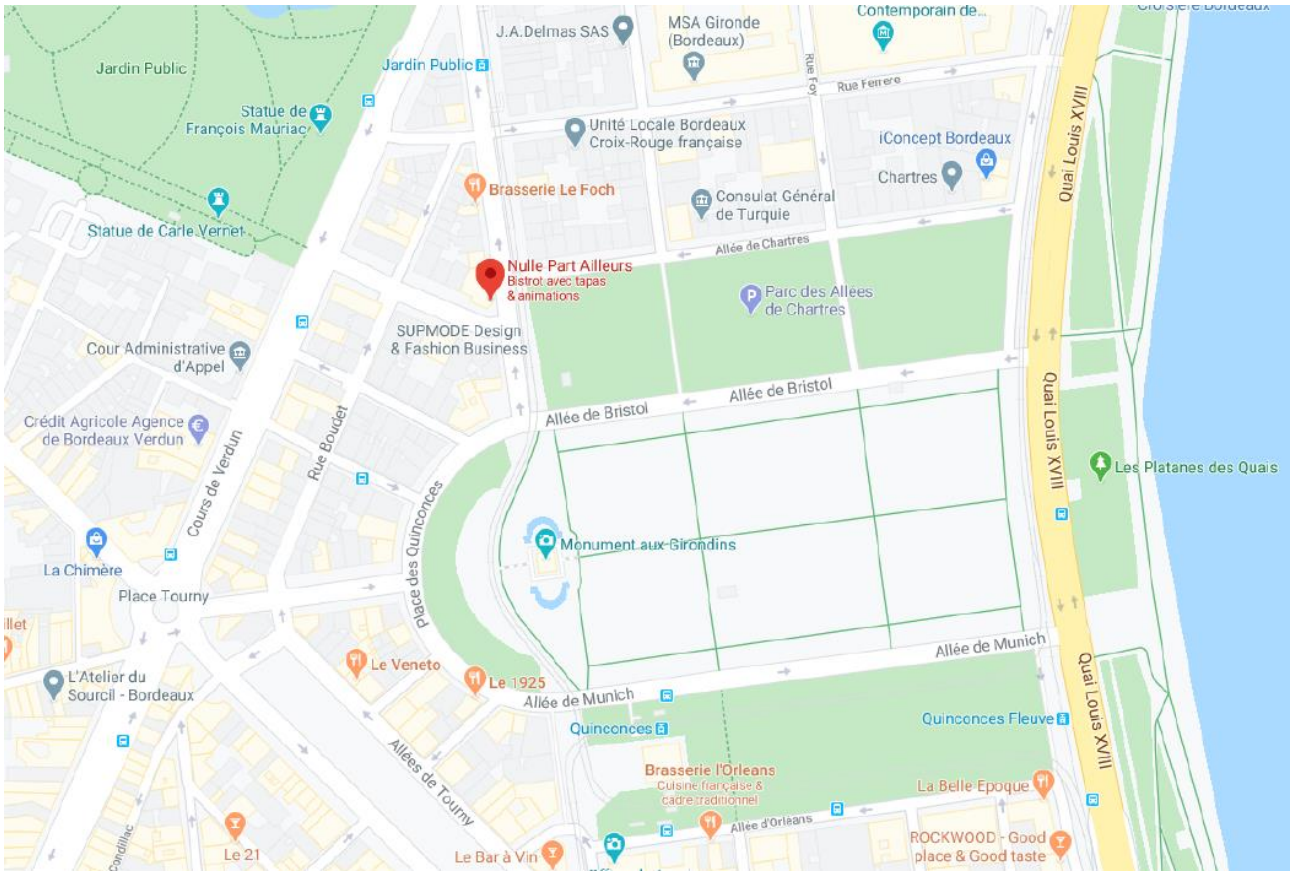 Contemporain de...
Croisière Bordeaux
J.A.Delmas SAS
MSA Gironde
(Bordeaux)
Jardin Public
Jardin Public
Rue Foy
Rue Ferrere
Quai Louis XVIII
Statue de
François Mauriac
Unité Locale Bordeaux
Croix-Rouge française
iConcept Bordeaux
Chartres
Brasserie Le Foch
Consulat Général
de Turquie
Statue de Carle Vernet
Allée de Chartres
Nulle Part Ailleurs
Bistrot avec tapas
& animations
P
Parc des Allées
de Chartres
SUPMODE Design
& Fashion Business
Cour Administrative
d'Appel
Allée de Bristol
Allée de Bristol
Quai Louis XVIII
Crédit Agricole Agence
de Bordeaux Verdun
€
Rue Boudet
Cours de Verdun
Les Platanes des Quais
Place des Quinconces
Monument aux Girondins
La Chimère
Place Tourny
illet
Le Veneto
Allée de Munich
L'Atelier du
Sourcil - Bordeaux
Le 1925
Allée de Munich
Quai Louis XVIII
Quinconces
Quinconces Fleuve
Allées de Tourny
Brasserie l'Orleans
Cuisine française &
cadre traditionnel
La Belle Epoque
Allée d'Orléans
Condillac
Le 21
Le Bar à Vin
ROCKWOOD - Good
place & Good taste